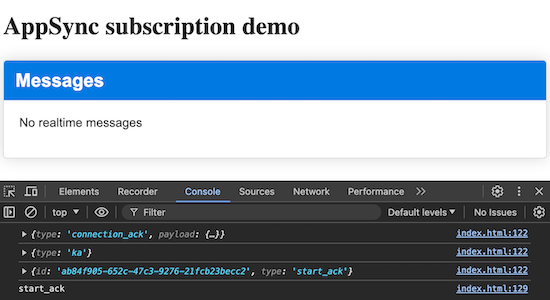 AppSync subscription demo
Messages
No realtime messages
Elements Recorder Console Sources Network Performance
top Filter Default levels No Issues
{type: 'connection_ack', payload: {…}} index.html:122
{type: 'ka'} index.html:122
{id: 'ab84f905-652c-47c3-9276-21fcb23becc2', type: 'start_ack'} index.html:122
start_ack index.html:129